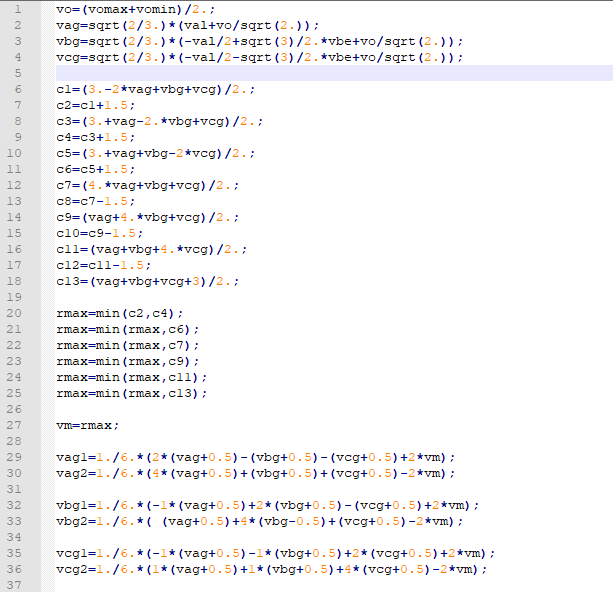 1 vo=(vomax+vomin)/2.;
2 vag=sqrt(2/3.)*(val+vo/sqrt(2.));
3 vbg=sqrt(2/3.)*(-val/2+sqrt(3)/2.*vbe+vo/sqrt(2.));
4 vcg=sqrt(2/3.)*(-val/2-sqrt(3)/2.*vbe+vo/sqrt(2.));
5
6 c1=(3.-2*vag+vbg+vcg)/2.;
7 c2=c1+1.5;
8 c3=(3.+vag-2.*vbg+vcg)/2.;
9 c4=c3+1.5;
10 c5=(3.+vag+vbg-2*vcg)/2.;
11 c6=c5+1.5;
12 c7=(4.*vag+vbg+vcg)/2.;
13 c8=c7-1.5;
14 c9=(vag+4.*vbg+vcg)/2.;
15 c10=c9-1.5;
16 c11=(vag+vbg+4.*vcg)/2.;
17 c12=c11-1.5;
18 c13=(vag+vbg+vcg+3)/2.;
19
20 rmax=min(c2,c4);
21 rmax=min(rmax,c6);
22 rmax=min(rmax,c7);
23 rmax=min(rmax,c9);
24 rmax=min(rmax,c11);
25 rmax=min(rmax,c13);
26
27 vm=rmax;
28
29 vag1=1./6.*(2*(vag+0.5)-(vbg+0.5)-(vcg+0.5)+2*vm);
30 vag2=1./6.*(4*(vag+0.5)+(vbg+0.5)+(vcg+0.5)-2*vm);
31
32 vbg1=1./6.*(-1*(vag+0.5)+2*(vbg+0.5)-(vcg+0.5)+2*vm);
33 vbg2=1./6.*( (vag+0.5)+4*(vbg-0.5)+(vcg+0.5)-2*vm);
34
35 vcg1=1./6.*(-1*(vag+0.5)-1*(vbg+0.5)+2*(vcg+0.5)+2*vm);
36 vcg2=1./6.*(1*(vag+0.5)+1*(vbg+0.5)+4*(vcg+0.5)-2*vm);
37